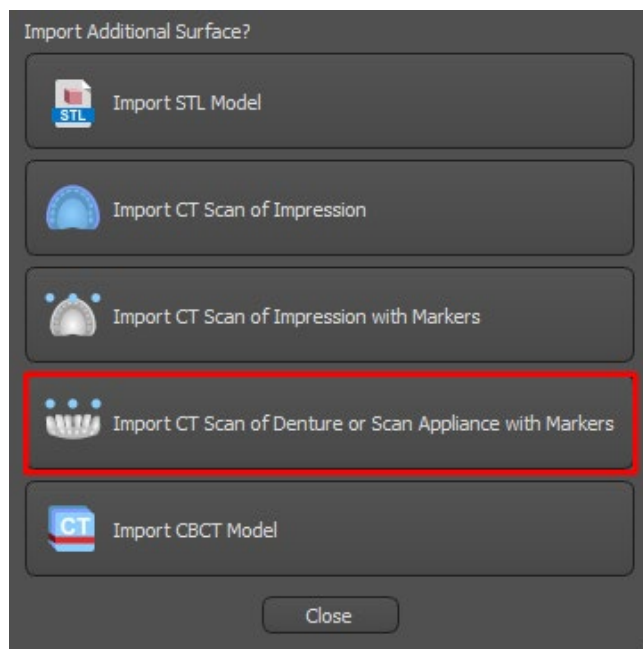 Import Additional Surface?
STL
Import STL Model
Import CT Scan of Impression
Import CT Scan of Impression with Markers
Import CT Scan of Denture or Scan Appliance with Markers
CT
Import CBCT Model
Close